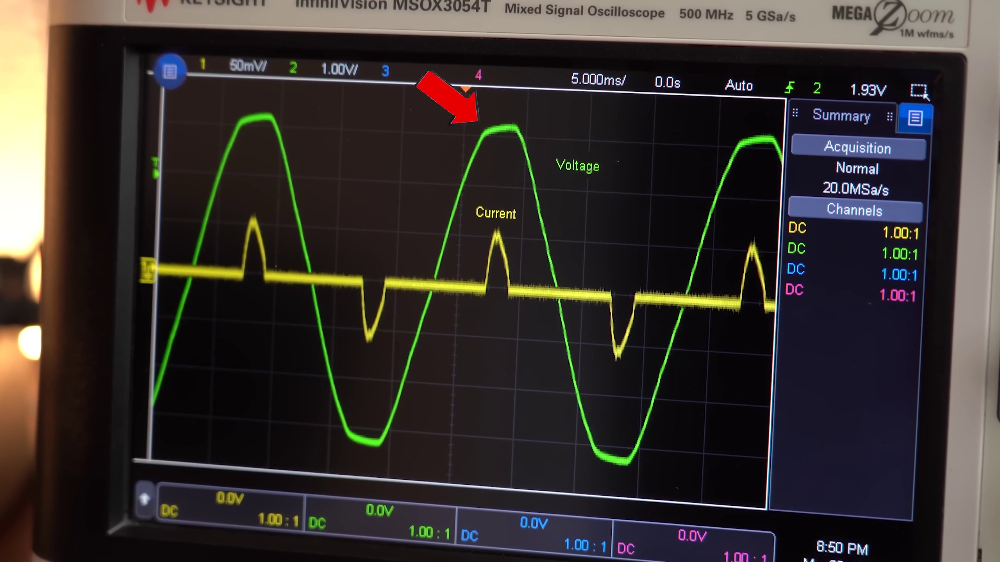 KEYSIGHT InfiniiVision MSOX3054T Mixed Signal Oscilloscope 500 MHz 5 GSa/s MEGA Zoom
1M wfms/s
1 50mV/ 2 1.00V/ 3 4 5.000ms/ 0.0s Auto 2 1.93V
Summary
Acquisition
Normal
20.0MSa/s
Channels
DC 1.00:1
DC 1.00:1
DC 1.00:1
DC 1.00:1
T
Voltage
Current
0.0V
DC 1.00 : 1
0.0V
DC 1.00 : 1
0.0V
DC 1.00 : 1
0.0V
DC 1.00 : 1
8:50 PM